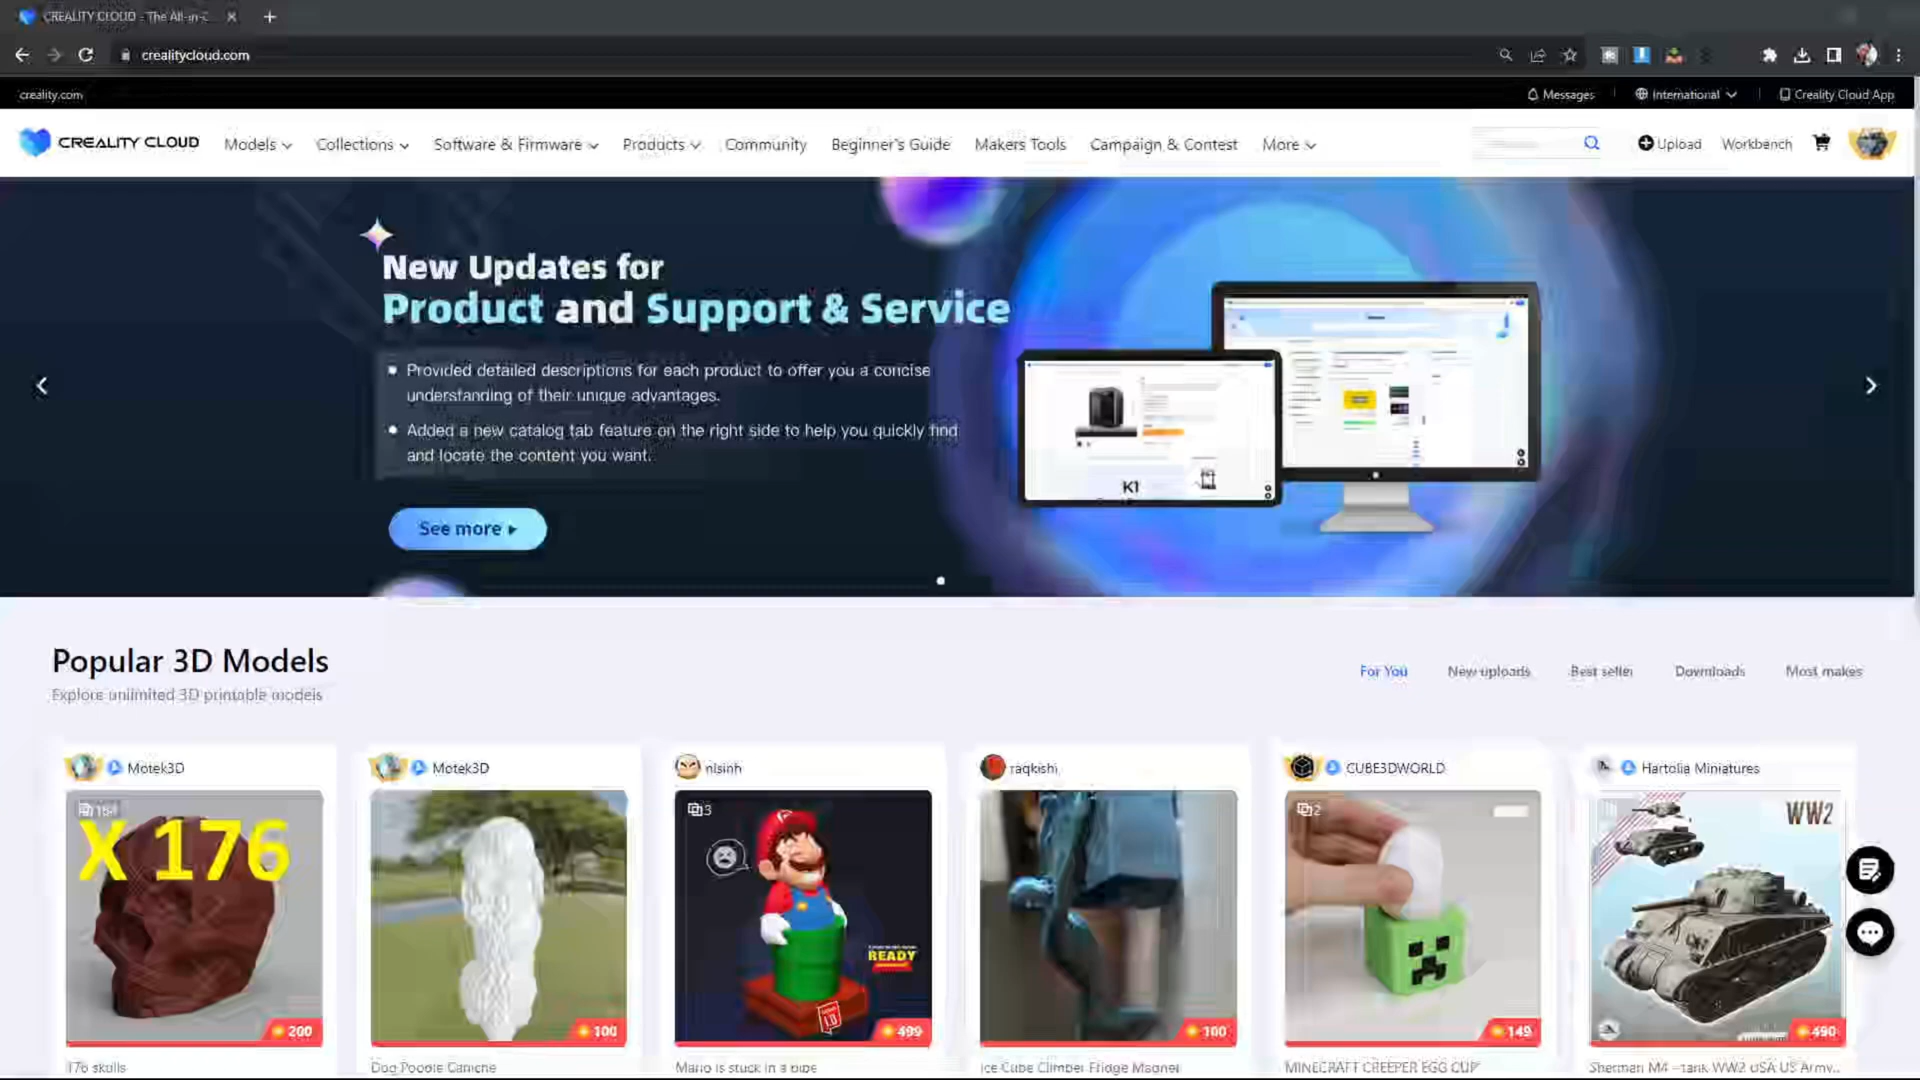 CREALITY CLOUD - The All-in-C
crealitycloud.com
creality.com
Messages
International
Creality Cloud App
CREALITY CLOUD
Models
Collections
Software & Firmware
Products
Community
Beginner's Guide
Makers Tools
Campaign & Contest
More
Upload
Workbench
New Updates for
Product and Support & Service
Provided detailed descriptions for each product to offer you a concise
understanding of their unique advantages.
Added a new catalog tab feature on the right side to help you quickly find
and locate the content you want.
See more
K1
Popular 3D Models
Explore unlimited 3D printable models
For You
New uploads
Best seller
Downloads
Most makes
Motek3D
Motek3D
nlsinh
raqkishi
CUBE3DWORLD
Hartolia Miniatures
184
X 176
3
READY
2
WW2
200
100
499
100
149
490
176 skulls
Dog Poodle Caniche
Mario is stuck in a pipe
Ice Cube Climber Fridge Magnet
MINECRAFT CREEPER EGG CUP
Sherman M4 - tank WW2 USA US Army...